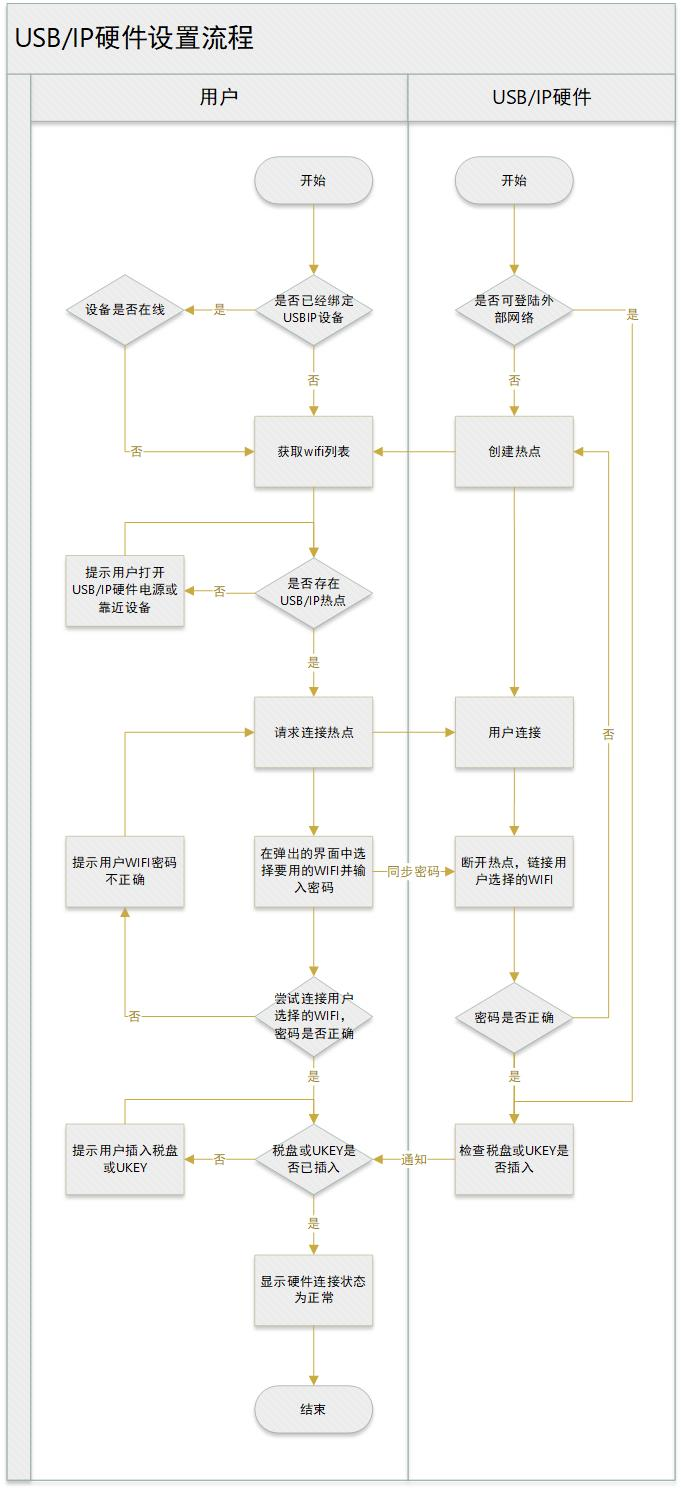 USB/IP硬件设置流程
用户
USB/IP硬件
开始
开始
设备是否在线
是
是否已经绑定
USBIP设备
是否可登陆外
部网络
是
否
否
否
获取wifi列表
创建热点
提示用户打开
USB/IP硬件电源或
靠近设备
否
是否存在
USB/IP热点
是
请求连接热点
用户连接
否
提示用户WIFI密码
不正确
在弹出的界面中选
择要用的WIFI并输
入密码
同步密码
断开热点，链接用
户选择的WIFI
否
尝试连接用户
选择的WIFI，
密码是否正确
密码是否正确
是
是
提示用户插入税盘
或UKEY
否
税盘或UKEY是
否已插入
通知
检查税盘或UKEY是
否插入
是
显示硬件连接状态
为正常
结束